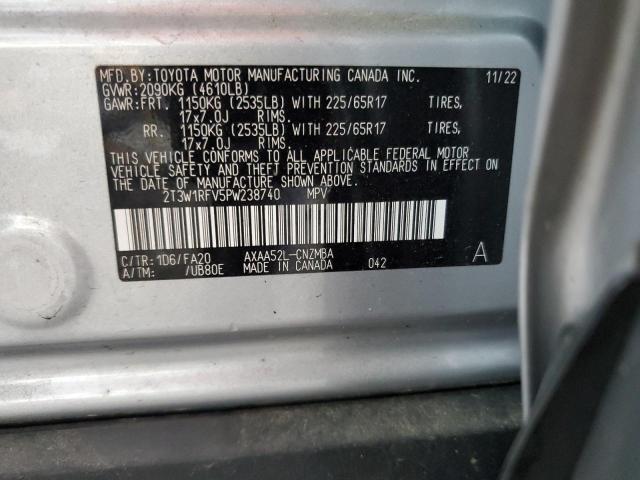 MFD.BY:TOYOTA MOTOR MANUFACTURING CANADA INC. 11/22
GVWR:2090KG (4610LB)
GAWR:FRT. 1150KG (2535LB) WITH 225/65R17 TIRES,
17x7.0J RIMS.
RR. 1150KG (2535LB) WITH 225/65R17 TIRES,
17x7.0J RIMS.
THIS VEHICLE CONFORMS TO ALL APPLICABLE FEDERAL MOTOR
VEHICLE SAFETY AND THEFT PREVENTION STANDARDS IN EFFECT
ON THE DATE OF MANUFACTURE SHOWN ABOVE.
2T3W1RFV5PW238740 MPV
C/TR:1D6/FA20 AXAA52L-CNZMBA
A/TM: /UB80E MADE IN CANADA 042 A